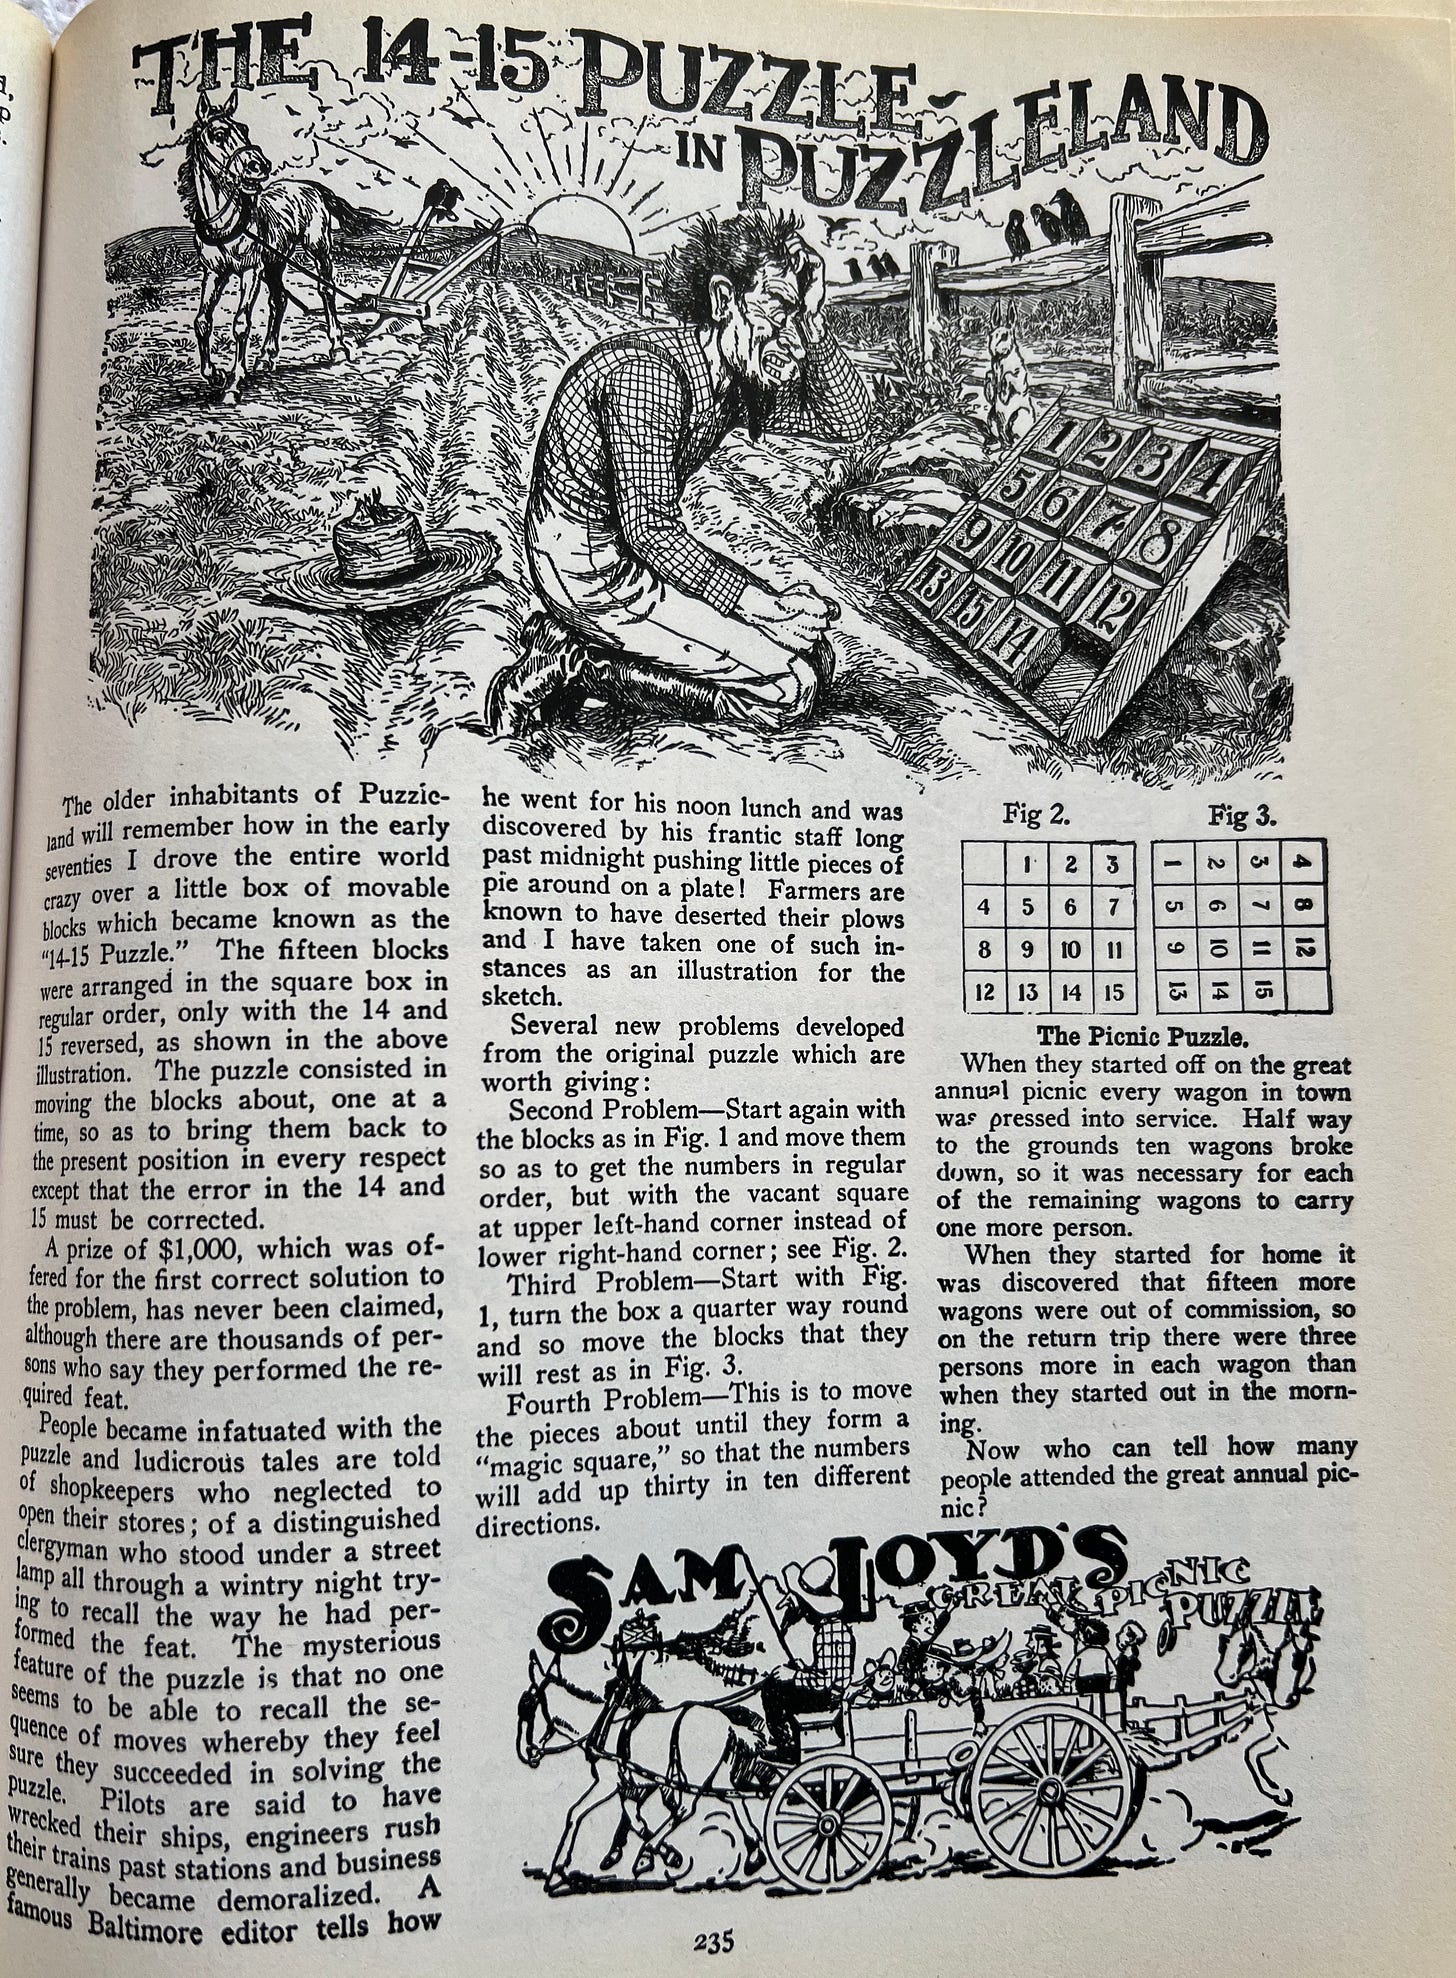 THE 14-15 PUZZLE
IN PUZZLELAND
1 2 3 4
5 6 7 8
9 10 11 12
13 15 14
The older inhabitants of Puzzle-
land will remember how in the early
seventies I drove the entire world
crazy over a little box of movable
blocks which became known as the
“14-15 Puzzle.” The fifteen blocks
were arranged in the square box in
regular order, only with the 14 and
15 reversed, as shown in the above
illustration. The puzzle consisted in
moving the blocks about, one at a
time, so as to bring them back to
the present position in every respect
except that the error in the 14 and
15 must be corrected.
A prize of $1,000, which was of-
fered for the first correct solution to
the problem, has never been claimed,
although there are thousands of per-
sons who say they performed the re-
quired feat.
People became infatuated with the
puzzle and ludicrous tales are told
of shopkeepers who neglected to
open their stores; of a distinguished
clergyman who stood under a street
lamp all through a wintry night try-
ing to recall the way he had per-
formed the feat. The mysterious
feature of the puzzle is that no one
seems to be able to recall the se-
quence of moves whereby they feel
sure they succeeded in solving the
puzzle. Pilots are said to have
wrecked their ships, engineers rush
their trains past stations and business
generally became demoralized. A
famous Baltimore editor tells how
he went for his noon lunch and was
discovered by his frantic staff long
past midnight pushing little pieces of
pie around on a plate! Farmers are
known to have deserted their plows
and I have taken one of such in-
stances as an illustration for the
sketch.
Several new problems developed
from the original puzzle which are
worth giving:
Second Problem—Start again with
the blocks as in Fig. 1 and move them
so as to get the numbers in regular
order, but with the vacant square
at upper left-hand corner instead of
lower right-hand corner; see Fig. 2.
Third Problem—Start with Fig.
1, turn the box a quarter way round
and so move the blocks that they
will rest as in Fig. 3.
Fourth Problem—This is to move
the pieces about until they form a
“magic square,” so that the numbers
will add up thirty in ten different
directions.
Fig 2.
1 2 3
4 5 6 7
8 9 10 11
12 13 14 15
Fig 3.
1 2 3 4
5 6 7 8
9 10 11 12
13 14 15
The Picnic Puzzle.
When they started off on the great
annual picnic every wagon in town
was pressed into service. Half way
to the grounds ten wagons broke
down, so it was necessary for each
of the remaining wagons to carry
one more person.
When they started for home it
was discovered that fifteen more
wagons were out of commission, so
on the return trip there were three
persons more in each wagon than
when they started out in the morn-
ing.
Now who can tell how many
people attended the great annual pic-
nic?
SAM LOYD'S
GREAT PICNIC
PUZZLE
235